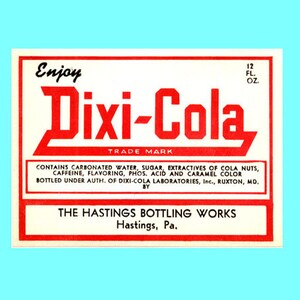 Enjoy
12
FL.
OZ.
Dixi-Cola
TRADE MARK
CONTAINS CARBONATED WATER, SUGAR, EXTRACTIVES OF COLA NUTS,
CAFFEINE, FLAVORING, PHOS. ACID AND CARAMEL COLOR
BOTTLED UNDER AUTH. OF DIXI-COLA LABORATORIES, Inc., RUXTON, MD.
BY
THE HASTINGS BOTTLING WORKS
Hastings, Pa.